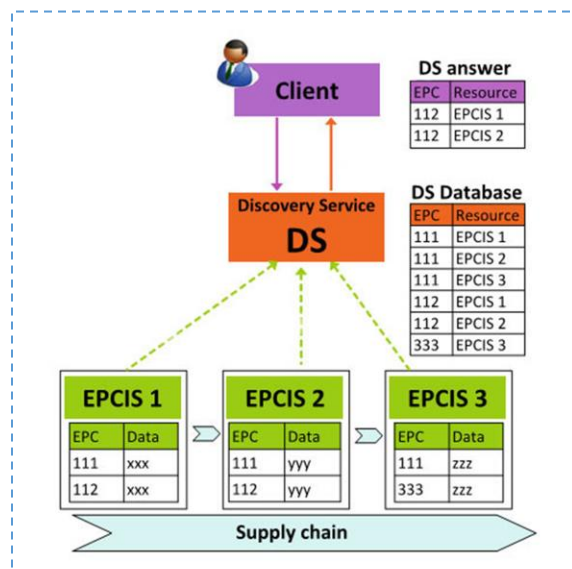 Client
DS answer
EPC Resource
112 EPCIS 1
112 EPCIS 2
Discovery Service
DS
DS Database
EPC Resource
111 EPCIS 1
111 EPCIS 2
111 EPCIS 3
112 EPCIS 1
112 EPCIS 2
333 EPCIS 3
EPCIS 1
EPC Data
111 xxx
112 xxx
EPCIS 2
EPC Data
111 yyy
112 yyy
EPCIS 3
EPC Data
111 zzz
333 zzz
Supply chain